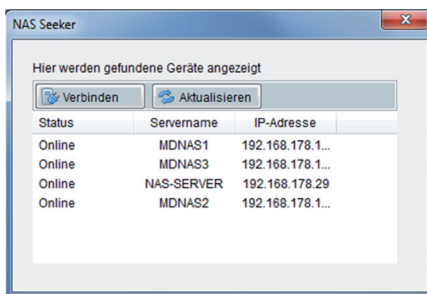 NAS Seeker
Hier werden gefundene Geräte angezeigt
Verbinden Aktualisieren
Status Servername IP-Adresse
Online MDNAS1 192.168.178.1...
Online MDNAS3 192.168.178.1...
Online NAS-SERVER 192.168.178.29
Online MDNAS2 192.168.178.1...